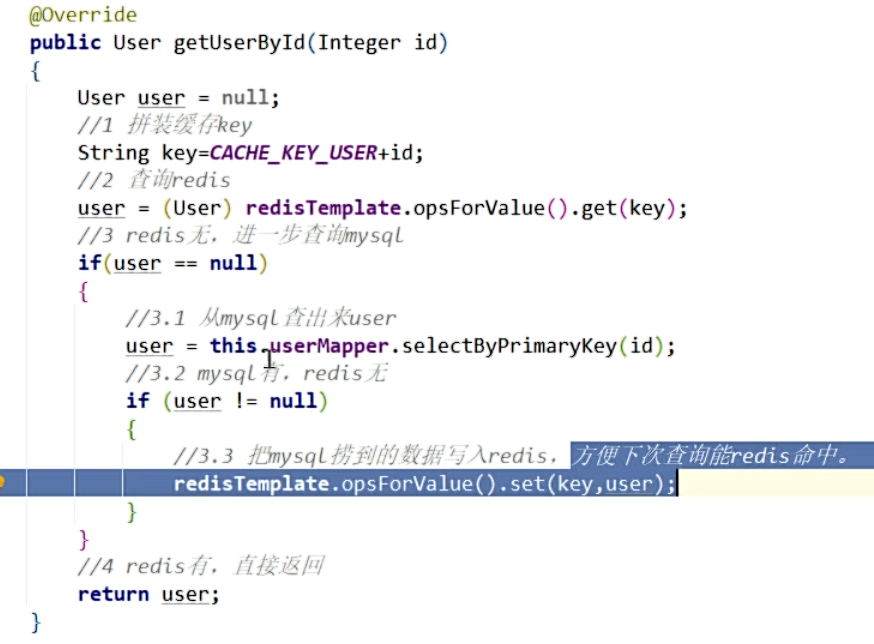 @Override
public User getUserById(Integer id)
{
User user = null;
//1 拼装缓存key
String key=CACHE_KEY_USER+id;
//2 查询redis
user = (User) redisTemplate.opsForValue().get(key);
//3 redis无，进一步查询mysql
if(user == null)
{
//3.1 从mysql查出来user
user = this.userMapper.selectByPrimaryKey(id);
//3.2 mysql有，redis无
if (user != null)
{
//3.3 把mysql捞到的数据写入redis，方便下次查询能redis命中。
redisTemplate.opsForValue().set(key,user);
}
}
//4 redis有，直接返回
return user;
}